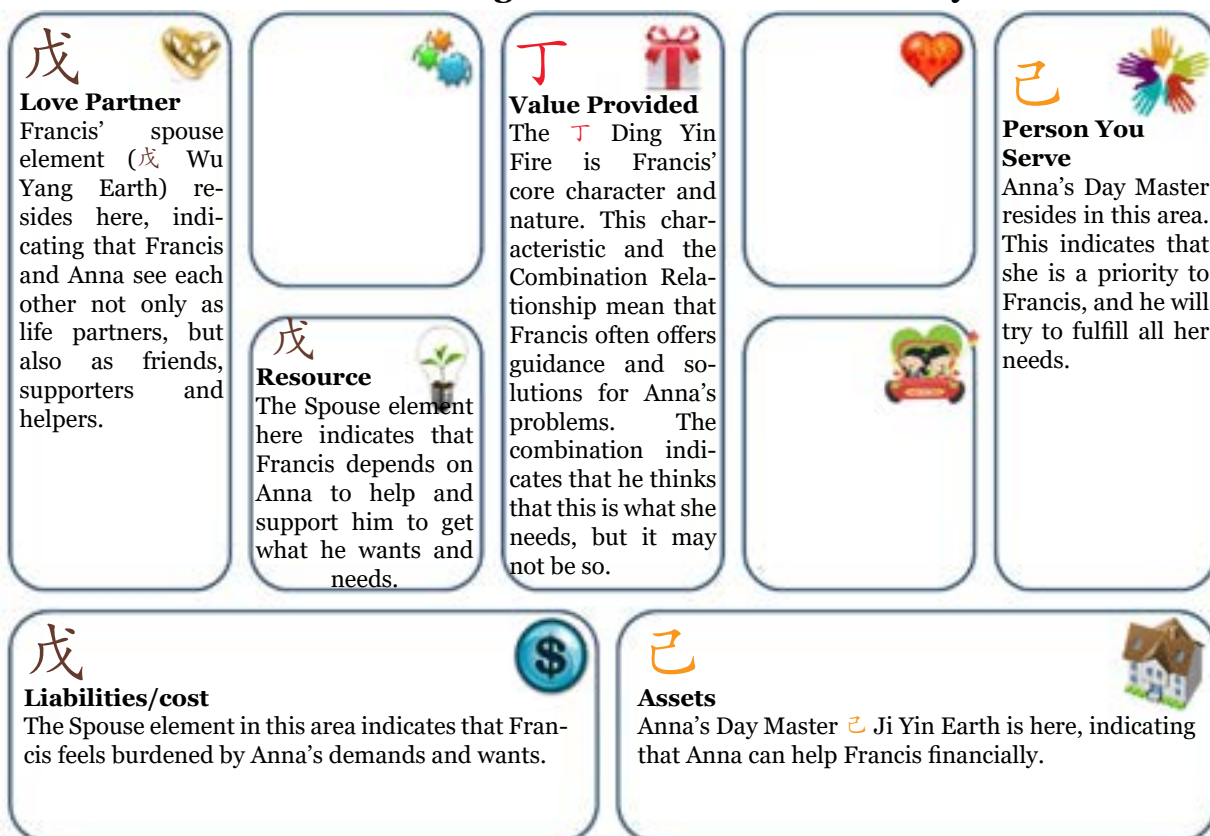 戊
Love Partner
Francis’ spouse
element (戊 Wu
Yang Earth) re-
sides here, indi-
cating that Francis
and Anna see each
other not only as
life partners, but
also as friends,
supporters and
helpers.
戊
Resource
The Spouse element
here indicates that
Francis depends on
Anna to help and
support him to get
what he wants and
needs.
丁
Value Provided
The 丁 Ding Yin
Fire is Francis’
core character and
nature. This char-
acteristic and the
Combination Rela-
tionship mean that
Francis often offers
guidance and so-
lutions for Anna’s
problems. The
combination indi-
cates that he thinks
that this is what she
needs, but it may
not be so.
己
Person You
Serve
Anna’s Day Master
resides in this area.
This indicates that
she is a priority to
Francis, and he will
try to fulfill all her
needs.
戊
$
Liabilities/cost
The Spouse element in this area indicates that Fran-
cis feels burdened by Anna’s demands and wants.
己
Assets
Anna’s Day Master 己 Ji Yin Earth is here, indicating
that Anna can help Francis financially.